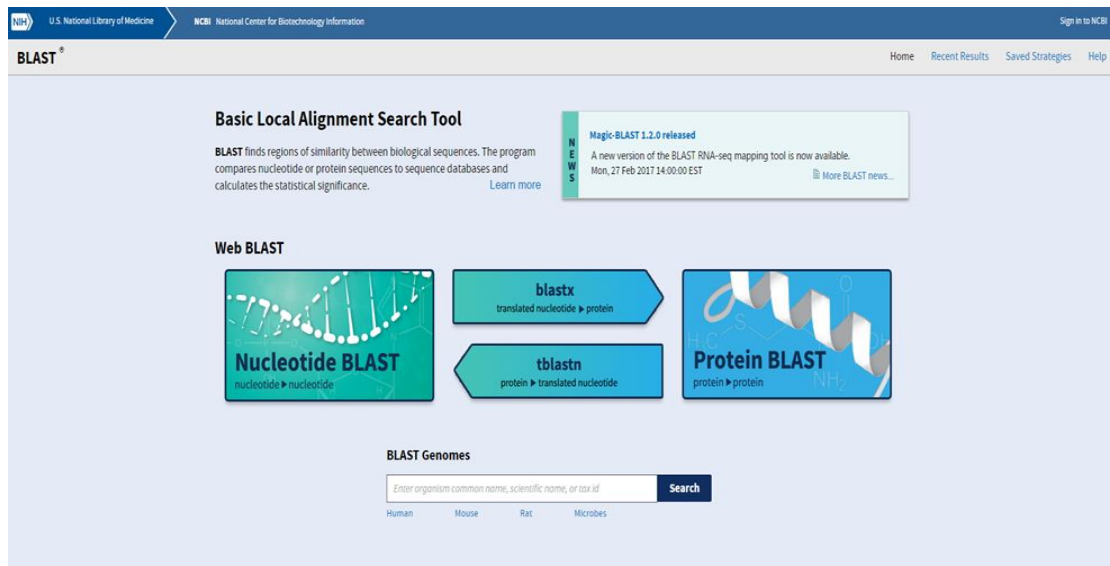 NIH U.S. National Library of Medicine NCBI National Center for Biotechnology Information Sign in to NCBI
BLAST ® Home Recent Results Saved Strategies Help
Basic Local Alignment Search Tool
BLAST finds regions of similarity between biological sequences. The program
compares nucleotide or protein sequences to sequence databases and
calculates the statistical significance. Learn more
NEWS
Magic-BLAST 1.2.0 released
A new version of the BLAST RNA-seq mapping tool is now available.
Mon, 27 Feb 2017 14:00:00 EST
More BLAST news...
Web BLAST
Nucleotide BLAST
nucleotide ▶ nucleotide
blastx
translated nucleotide ▶ protein
tblastn
protein ▶ translated nucleotide
H₃C S O OH
Protein BLAST
protein ▶ protein
NH₂
BLAST Genomes
Enter organism common name, scientific name, or tax id Search
Human Mouse Rat Microbes